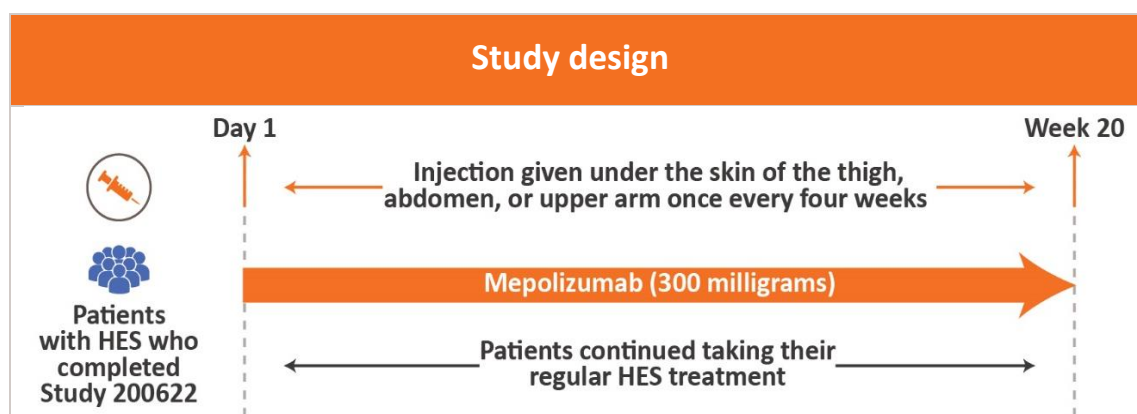 Study design
Day 1
Week 20
Injection given under the skin of the thigh,
abdomen, or upper arm once every four weeks
Mepolizumab (300 milligrams)
Patients
with HES who
completed
Study 200622
Patients continued taking their
regular HES treatment